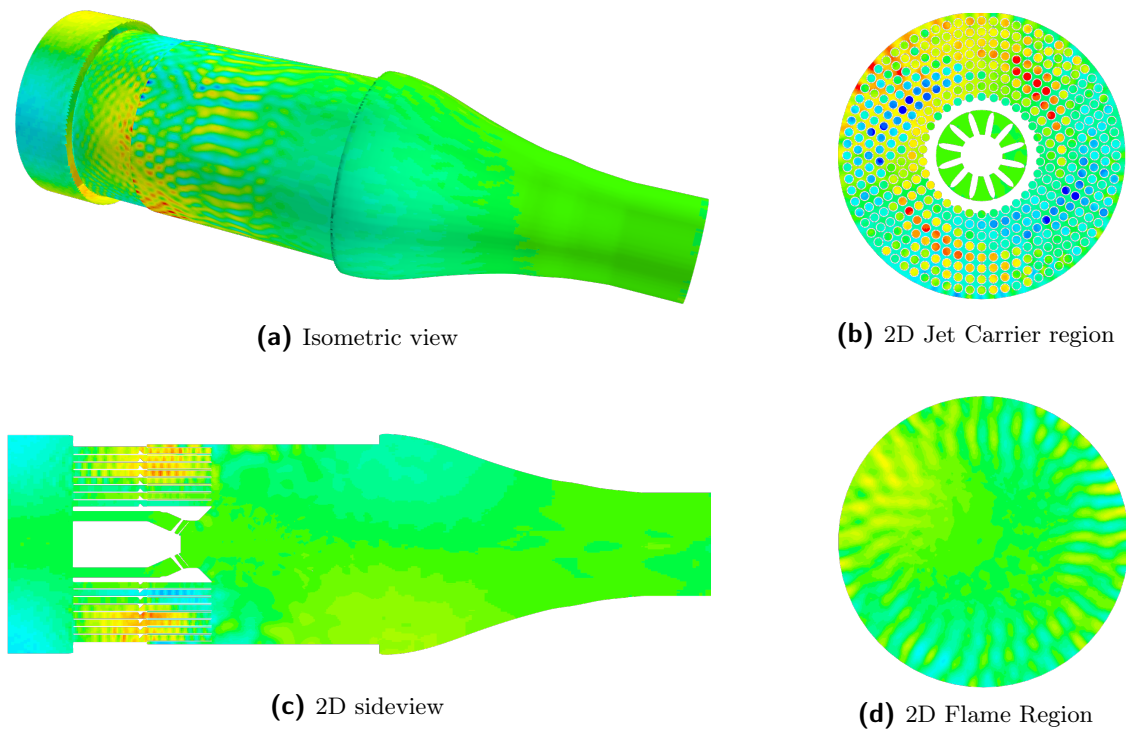 (a) Isometric view
(b) 2D Jet Carrier region
(c) 2D sideview
(d) 2D Flame Region